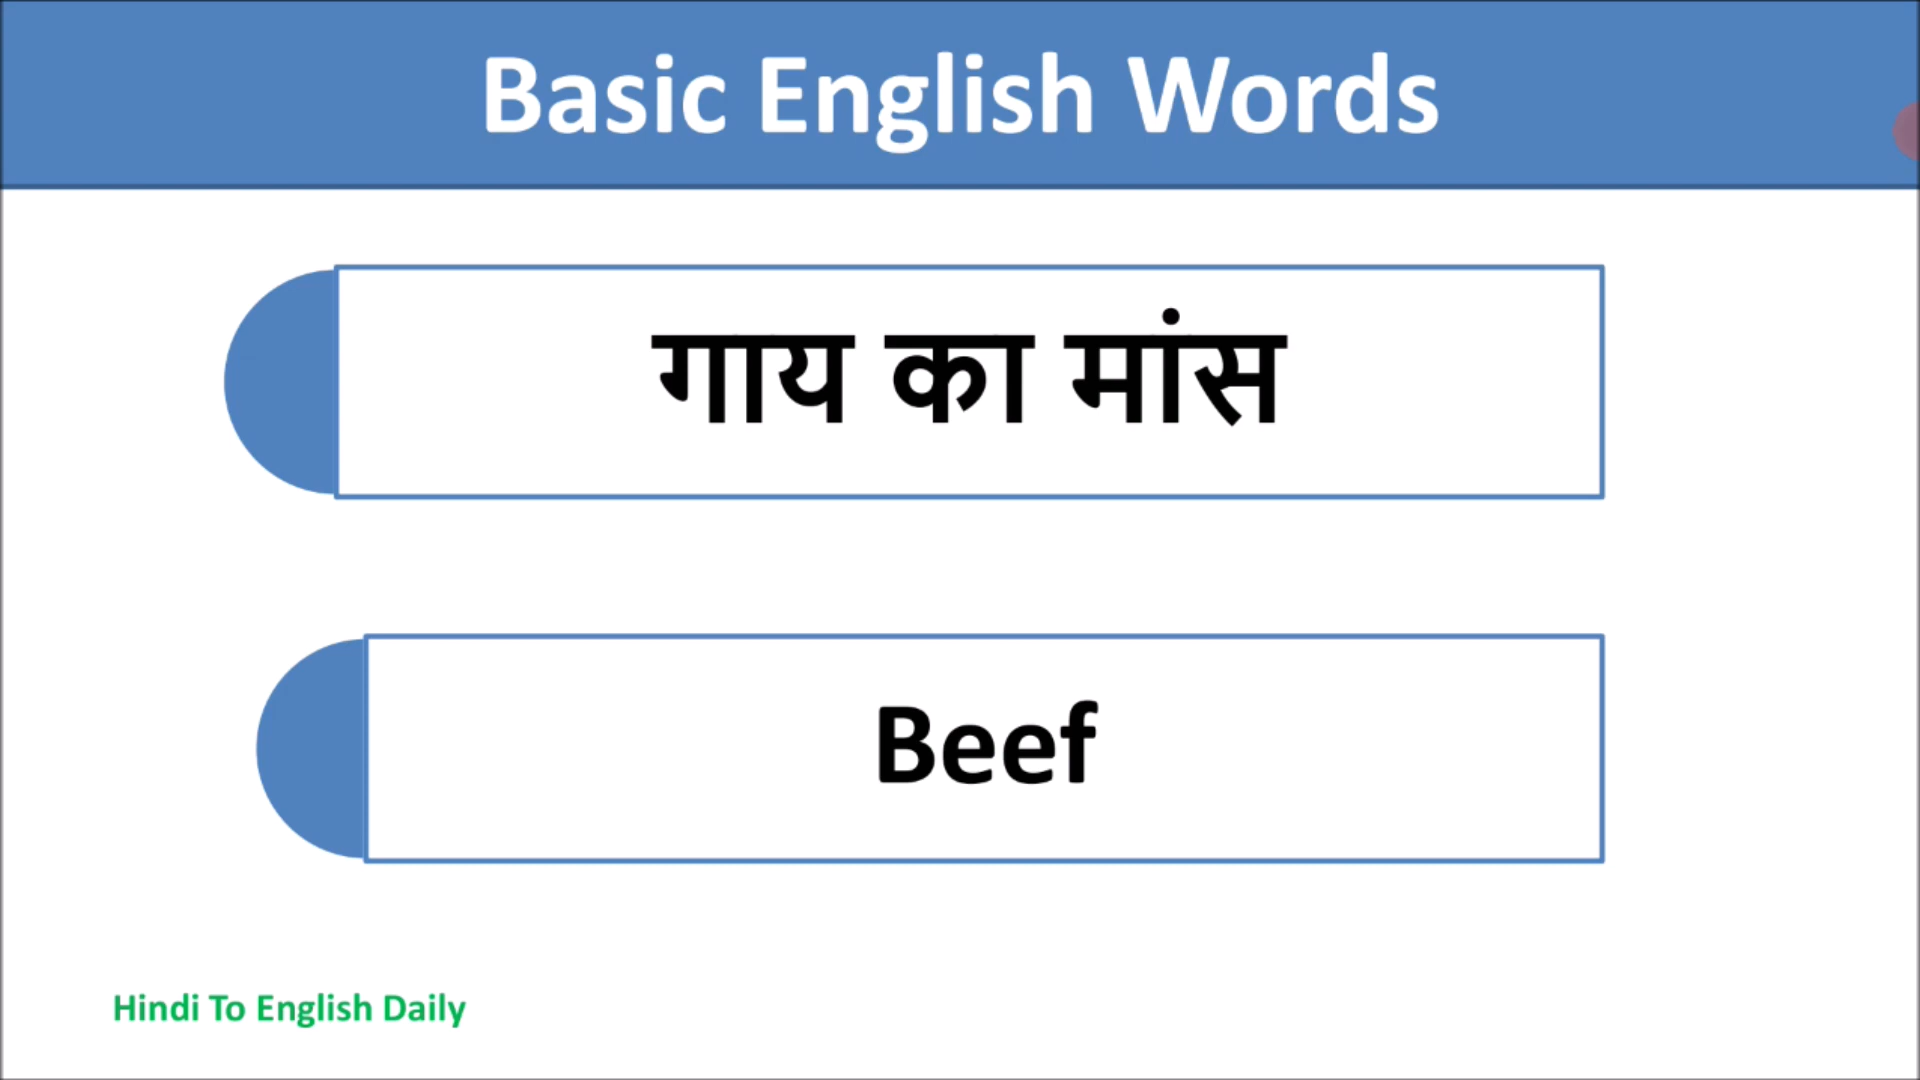 Basic English Words
गाय का मांस
Beef
Hindi To English Daily